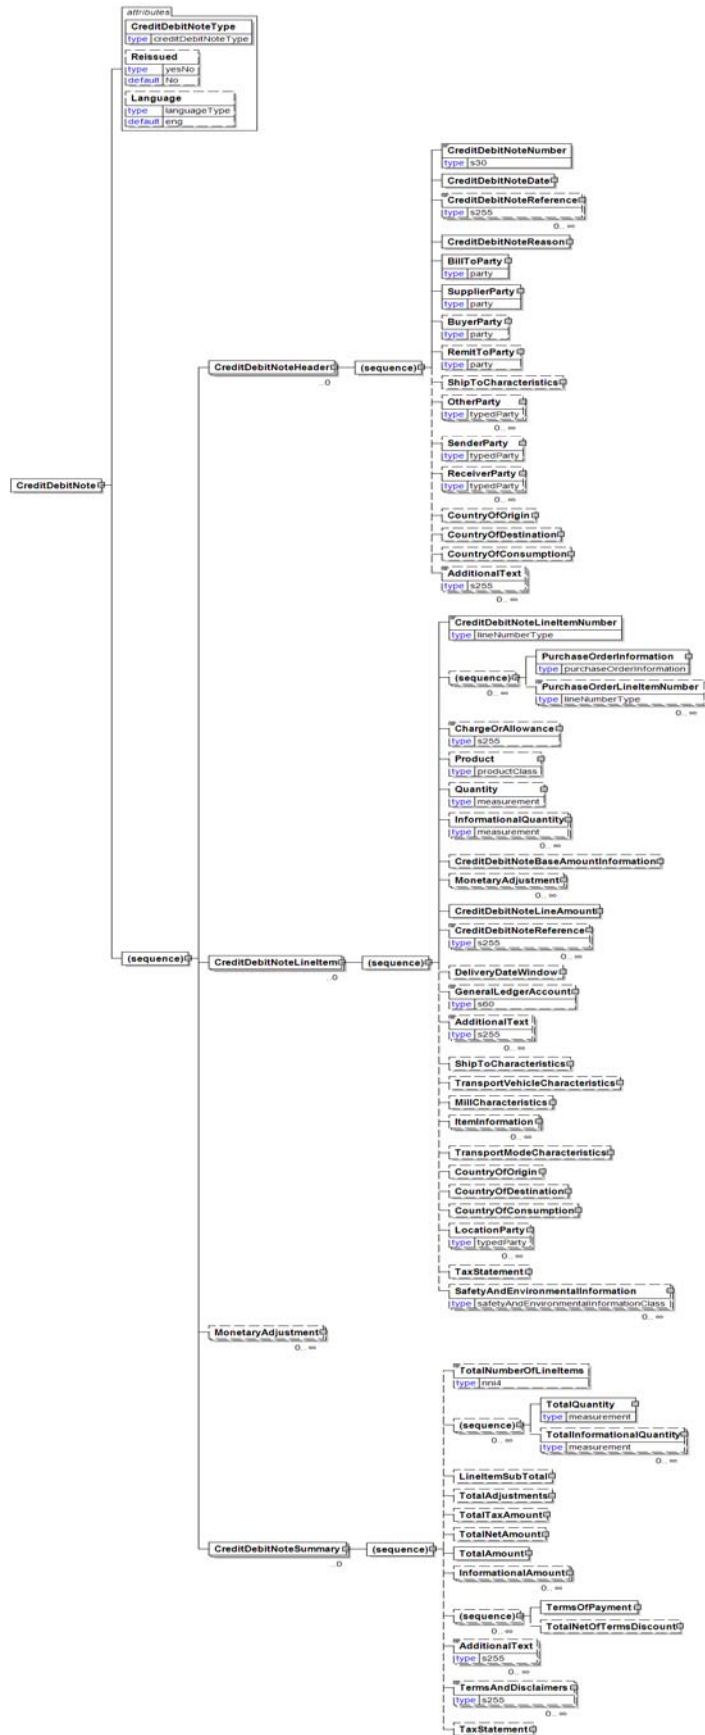 attributes
CreditDebitNoteType
type creditDebitNoteType
Reissued
type yesNo
default No
Language
type languageType
default eng
CreditDebitNote
(sequence)
CreditDebitNoteHeader
..0
(sequence)
CreditDebitNoteNumber
type s30
CreditDebitNoteDate
CreditDebitNoteReference
type s255
0..∞
CreditDebitNoteReason
BillToParty
type party
SupplierParty
type party
BuyerParty
type party
RemitToParty
type party
ShipToCharacteristics
OtherParty
type typedParty
0..∞
SenderParty
type typedParty
ReceiverParty
type typedParty
0..∞
CountryOfOrigin
CountryOfDestination
CountryOfConsumption
AdditionalText
type s255
0..∞
CreditDebitNoteLineItem
..0
(sequence)
CreditDebitNoteLineItemNumber
type lineNumberType
(sequence)
0..∞
PurchaseOrderInformation
type purchaseOrderInformation
PurchaseOrderLineItemNumber
type lineNumberType
0..∞
ChargeOrAllowance
type s255
Product
type productClass
Quantity
type measurement
InformationalQuantity
type measurement
0..∞
CreditDebitNoteBaseAmountInformation
MonetaryAdjustment
0..∞
CreditDebitNoteLineAmount
CreditDebitNoteReference
type s255
0..∞
DeliveryDateWindow
GeneralLedgerAccount
type s60
AdditionalText
type s255
0..∞
ShipToCharacteristics
TransportVehicleCharacteristics
MillCharacteristics
ItemInformation
0..∞
TransportModeCharacteristics
CountryOfOrigin
CountryOfDestination
CountryOfConsumption
LocationParty
type typedParty
0..∞
TaxStatement
SafetyAndEnvironmentalInformation
type safetyAndEnvironmentalInformationClass
0..∞
MonetaryAdjustment
0..∞
CreditDebitNoteSummary
..0
(sequence)
TotalNumberOfLineItems
type nni4
(sequence)
0..∞
TotalQuantity
type measurement
TotalInformationalQuantity
type measurement
0..∞
LineItemSubTotal
TotalAdjustments
TotalTaxAmount
TotalNetAmount
TotalAmount
InformationalAmount
0..∞
(sequence)
0..∞
TermsOfPayment
TotalNetOfTermsDiscount
AdditionalText
type s255
0..∞
TermsAndDisclaimers
type s255
0..∞
TaxStatement